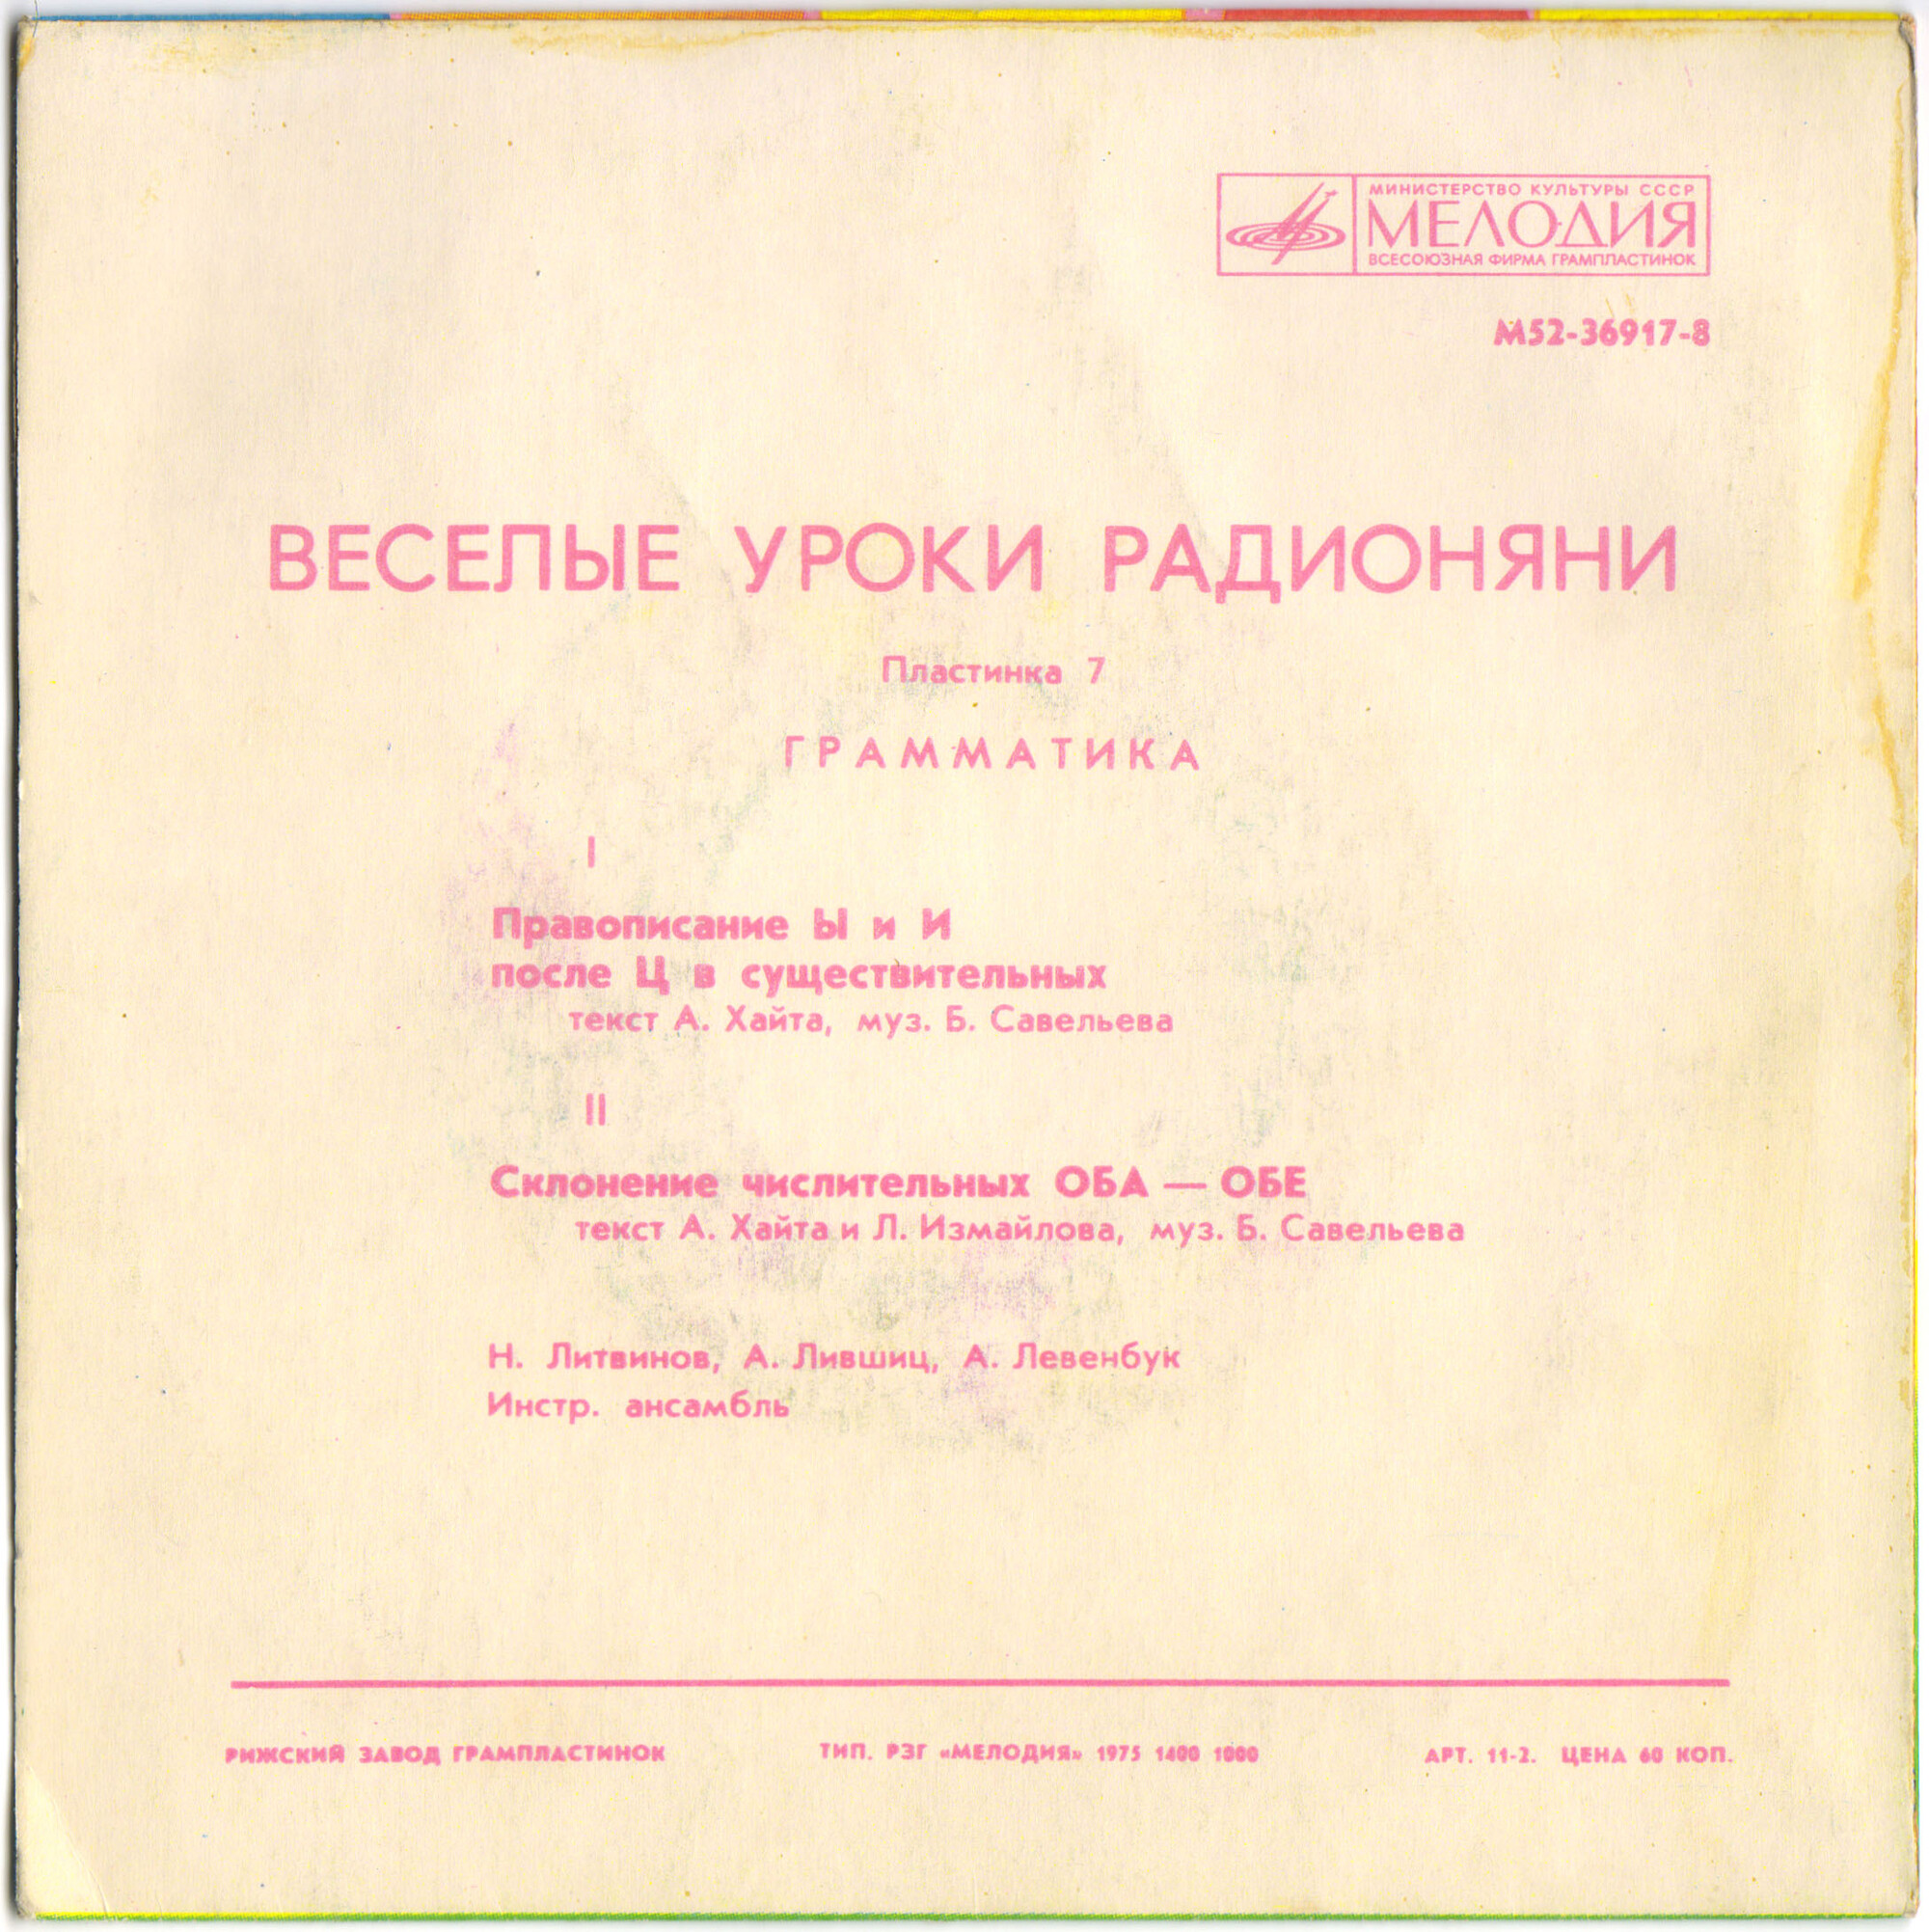 МИНИСТЕРСТВО КУЛЬТУРЫ СССР
МЕЛОДИЯ
ВСЕСОЮЗНАЯ ФИРМА ГРАМПЛАСТИНОК
М52-36917-8
ВЕСЕЛЫЕ УРОКИ РАДИОНЯНИ
Пластинка 7
ГРАММАТИКА
I
Правописание Ы и И
после Ц в существительных
текст А. Хайта, муз. Б. Савельева
II
Склонение числительных ОБА — ОБЕ
текст А. Хайта и Л. Измайлова, муз. Б. Савельева
Н. Литвинов, А. Лившиц, А. Левенбук
Инстр. ансамбль
РИЖСКИЙ ЗАВОД ГРАМПЛАСТИНОК ТИП. РЗГ «МЕЛОДИЯ» 1975 1400 1000 АРТ. 11-2. ЦЕНА 60 КОП.